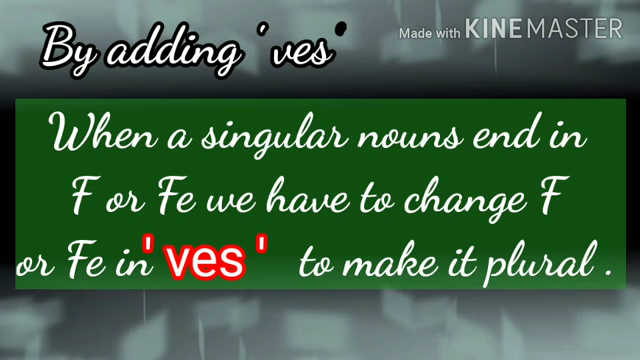 By adding 'ves'
Made with KINEMASTER
When a singular nouns end in
F or Fe we have to change F
or Fe in 'ves' to make it plural .